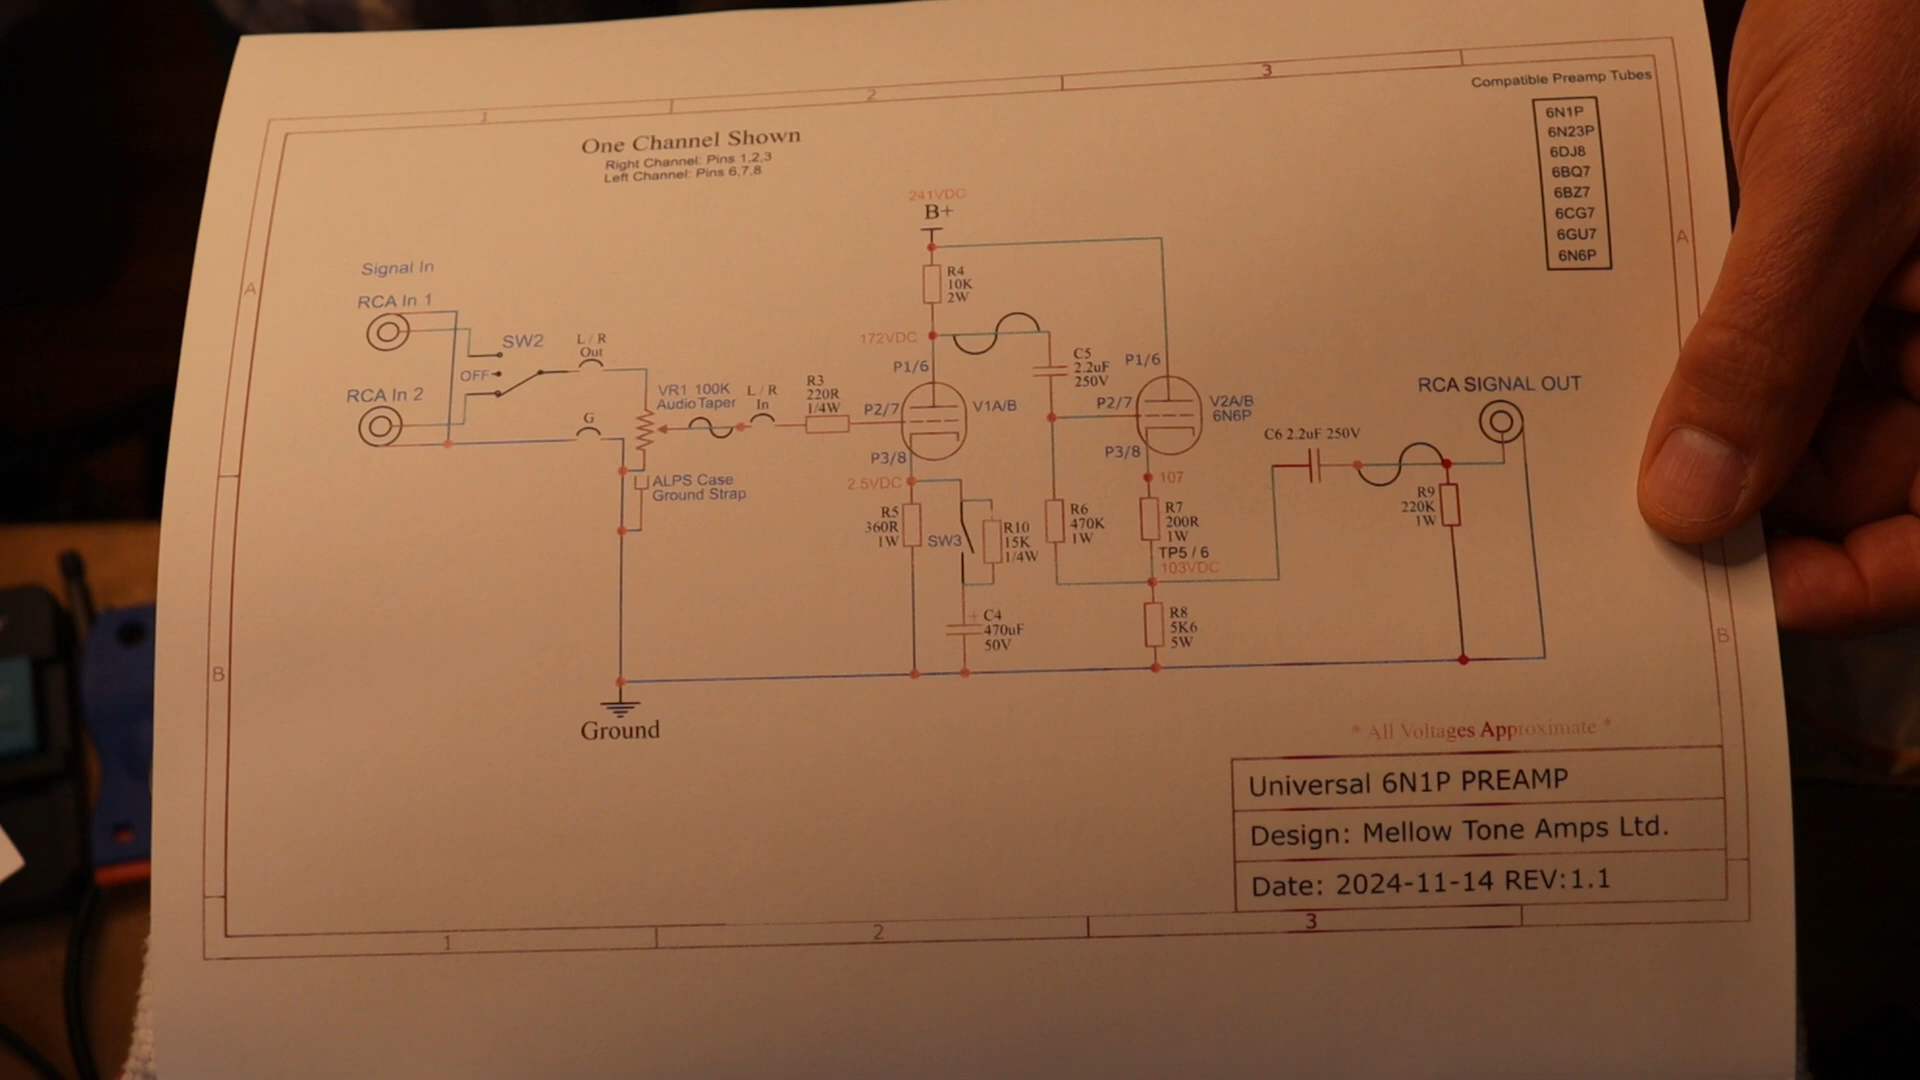 1
2
3
Compatible Preamp Tubes
6N1P
6N23P
6DJ8
6BQ7
6BZ7
6CG7
6GU7
6N6P
One Channel Shown
Right Channel: Pins 1,2,3
Left Channel: Pins 6,7,8
241VDC
B+
A
A
Signal In
RCA In 1
SW2
OFF
RCA In 2
L / R
Out
G
VR1 100K
Audio Taper
L / R
In
R3
220R
1/4W
R4
10K
2W
172VDC
P1/6
P2/7
V1A/B
P3/8
2.5VDC
C5
2.2uF
250V
P1/6
P2/7
V2A/B
6N6P
P3/8
107
C6 2.2uF 250V
RCA SIGNAL OUT
R9
220K
1W
ALPS Case
Ground Strap
R5
360R
1W
SW3
R10
15K
1/4W
R6
470K
1W
R7
200R
1W
TP5 / 6
103VDC
C4
+
470uF
50V
R8
5K6
5W
B
B
Ground
* All Voltages Approximate *
Universal 6N1P PREAMP
Design: Mellow Tone Amps Ltd.
Date: 2024-11-14 REV:1.1
1
2
3